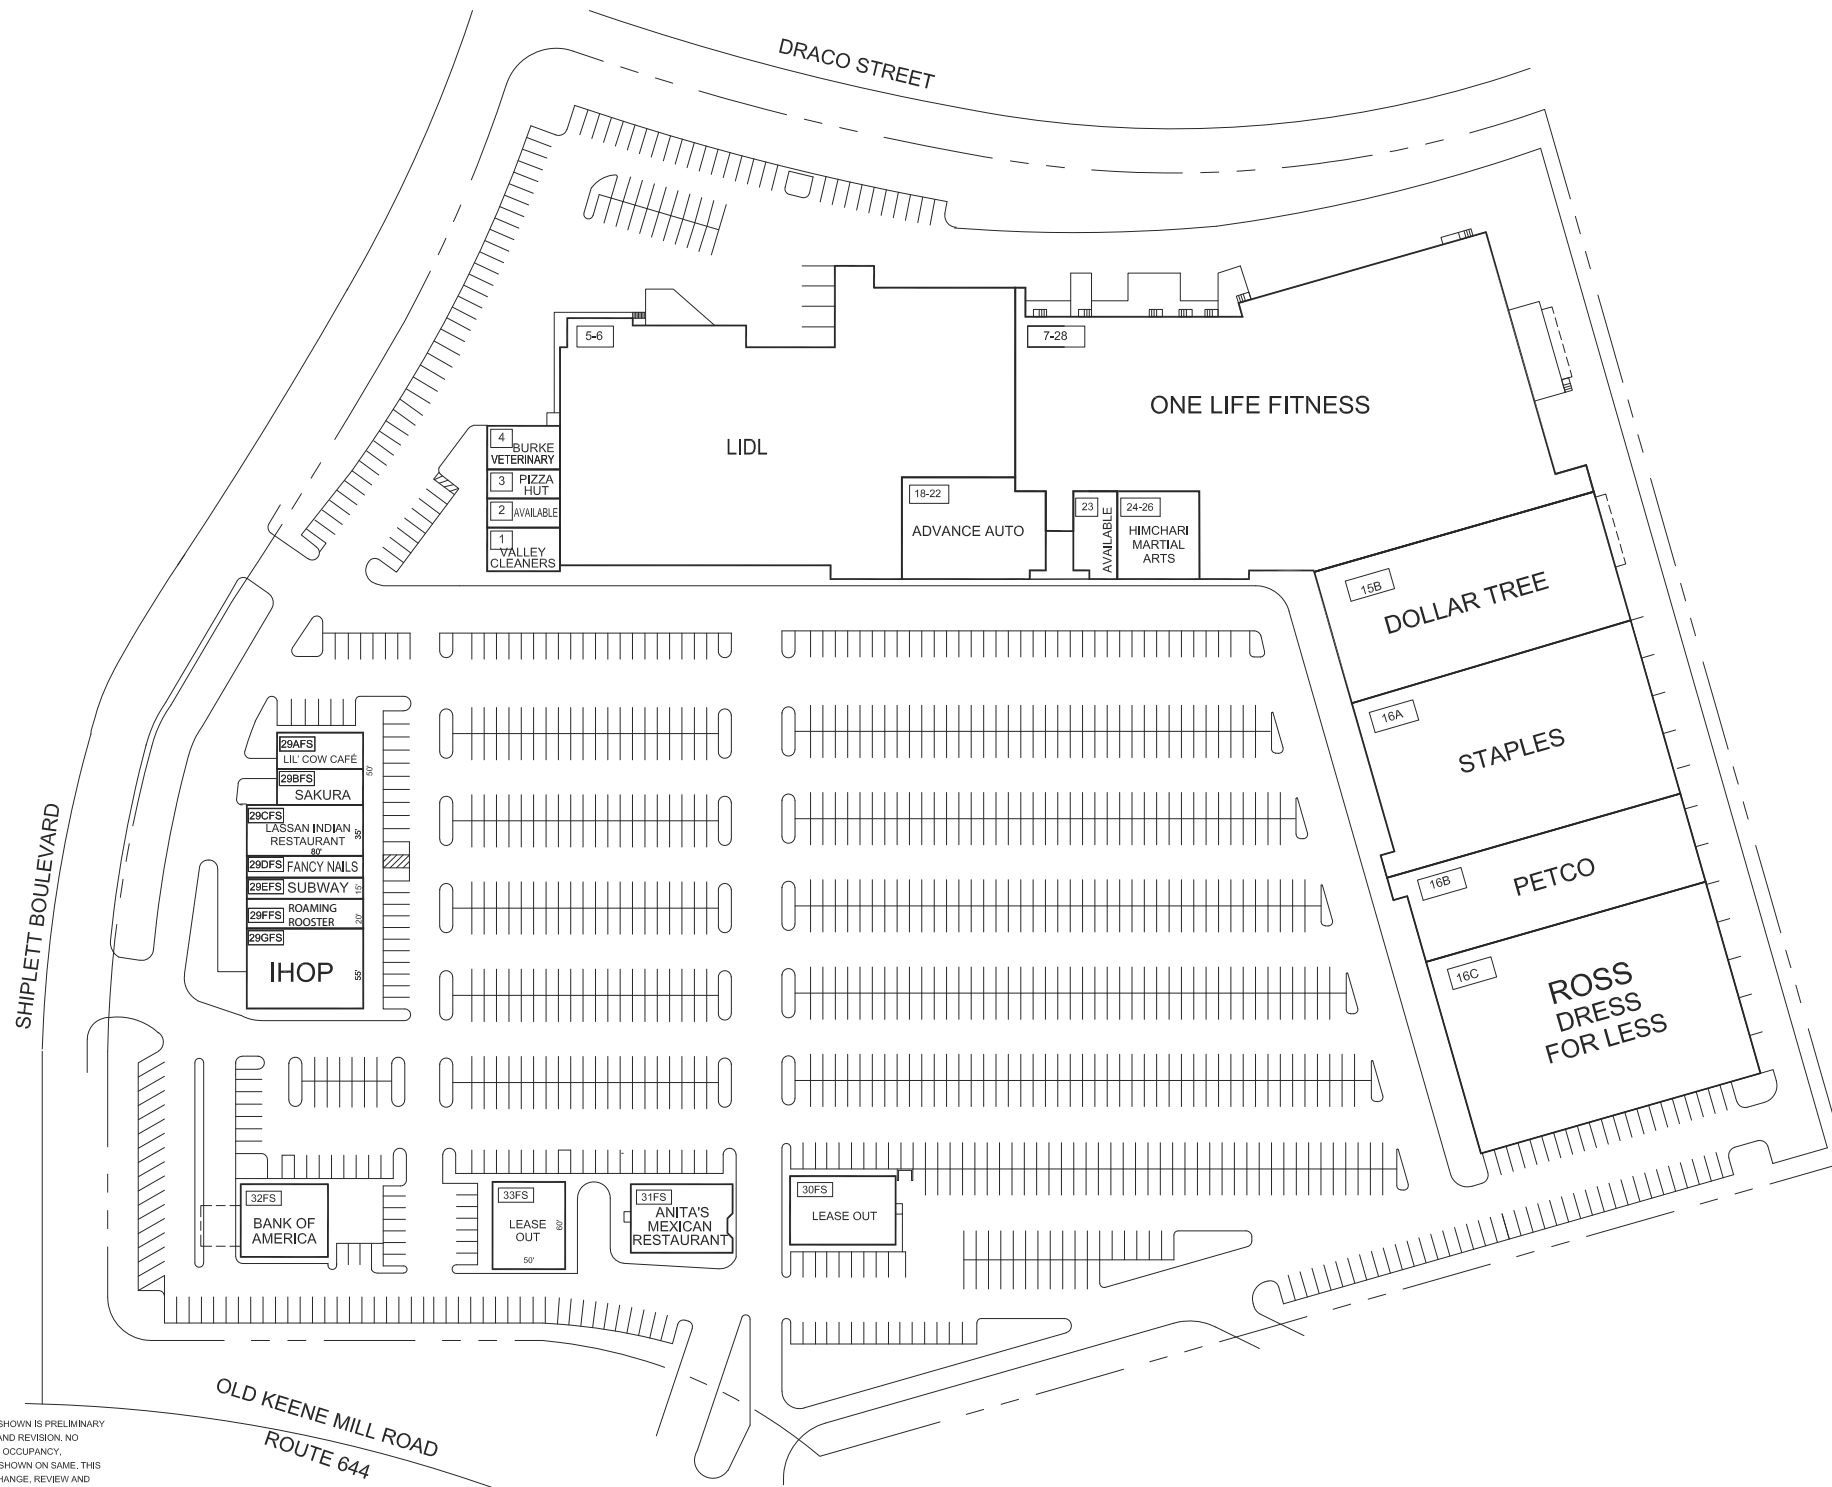 DRACO STREET
5-6
7-28
ONE LIFE FITNESS
LIDL
4
BURKE
VETERINARY
3
PIZZA
HUT
2
AVAILABLE
1
VALLEY
CLEANERS
18-22
ADVANCE AUTO
23
AVAILABLE
24-26
HIMCHARI
MARTIAL
ARTS
15B
DOLLAR TREE
16A
STAPLES
16B
PETCO
16C
ROSS
DRESS
FOR LESS
SHIPLETT BOULEVARD
29AFS
LIL' COW CAFÉ
50'
29BFS
SAKURA
29CFS
LASSAN INDIAN
RESTAURANT
35'
80'
29DFS
FANCY NAILS
29EFS
SUBWAY
15'
29FFS
ROAMING
ROOSTER
20'
29GFS
IHOP
55'
32FS
BANK OF
AMERICA
33FS
LEASE
OUT
60'
50'
31FS
ANITA'S
MEXICAN
RESTAURANT
30FS
LEASE OUT
OLD KEENE MILL ROAD
ROUTE 644
SHOWN IS PRELIMINARY
AND REVISION. NO
OCCUPANCY,
SHOWN ON SAME. THIS
HANGE, REVIEW AND